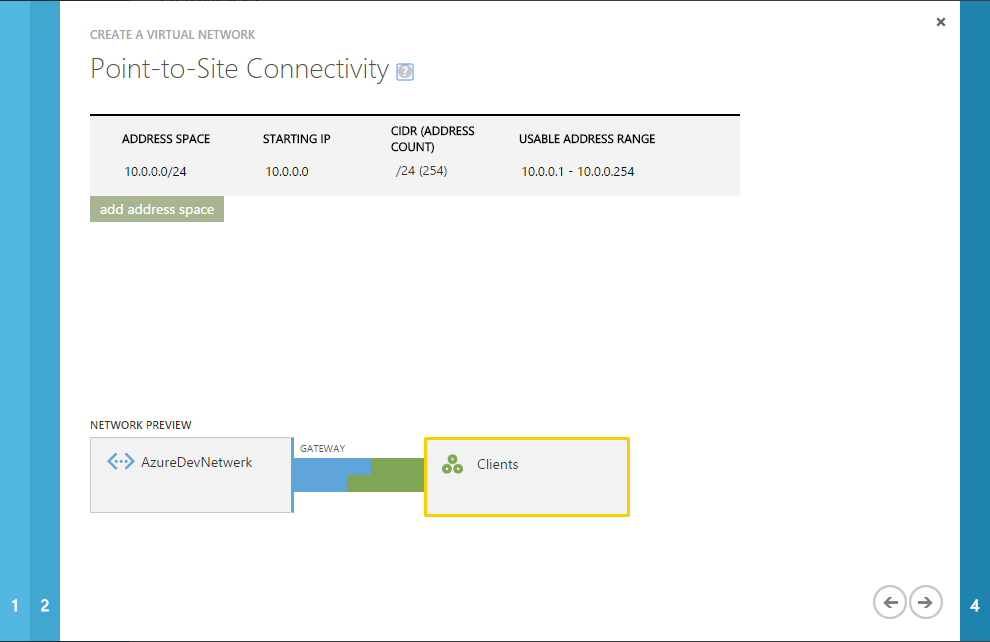 CREATE A VIRTUAL NETWORK
Point-to-Site Connectivity ?
ADDRESS SPACE STARTING IP CIDR (ADDRESS COUNT) USABLE ADDRESS RANGE
10.0.0.0/24 10.0.0.0 /24 (254) 10.0.0.1 - 10.0.0.254
add address space
NETWORK PREVIEW
AzureDevNetwerk GATEWAY Clients
1 2 4